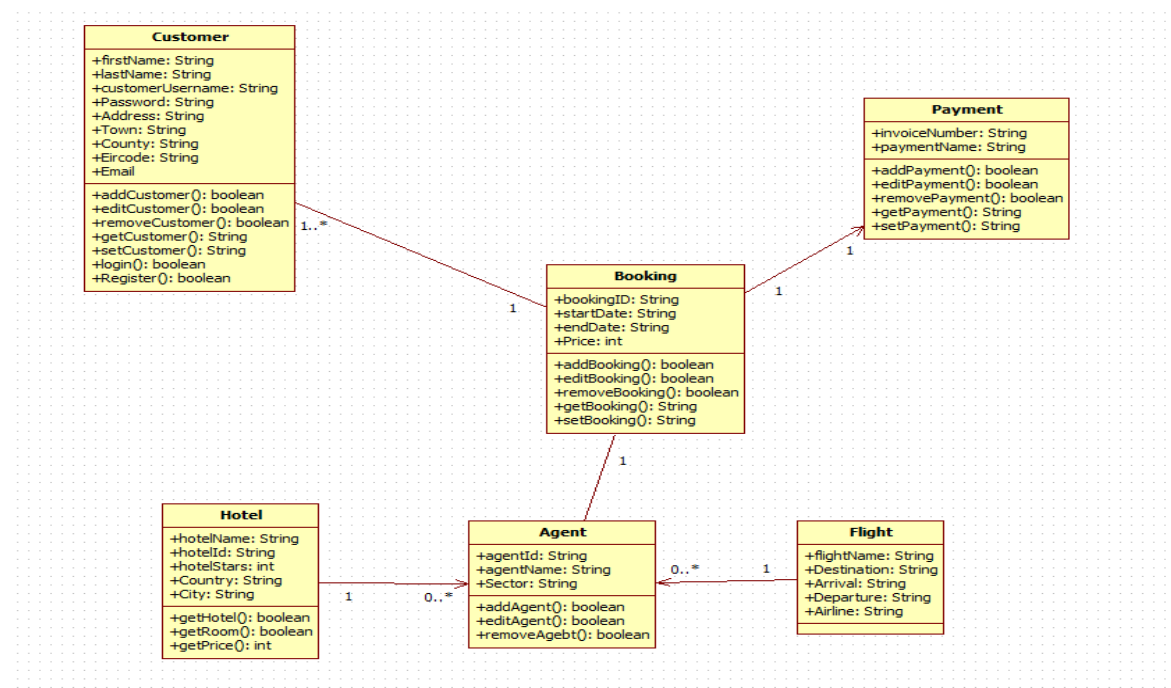 Customer
+firstName: String
+lastName: String
+customerUsername: String
+Password: String
+Address: String
+Town: String
+County: String
+Eircode: String
+Email
+addCustomer(): boolean
+editCustomer(): boolean
+removeCustomer(): boolean
+getCustomer(): String
+setCustomer(): String
+login(): boolean
+Register(): boolean
1..*
1
Payment
+invoiceNumber: String
+paymentName: String
+addPayment(): boolean
+editPayment(): boolean
+removePayment(): boolean
+getPayment(): String
+setPayment(): String
1
1
Booking
+bookingID: String
+startDate: String
+endDate: String
+Price: int
+addBooking(): boolean
+editBooking(): boolean
+removeBooking(): boolean
+getBooking(): String
+setBooking(): String
1
Hotel
+hotelName: String
+hotelId: String
+hotelStars: int
+Country: String
+City: String
+getHotel(): boolean
+getRoom(): boolean
+getPrice(): int
1
0..*
Agent
+agentId: String
+agentName: String
+Sector: String
+addAgent(): boolean
+editAgent(): boolean
+removeAgebt(): boolean
0..*
1
Flight
+flightName: String
+Destination: String
+Arrival: String
+Departure: String
+Airline: String